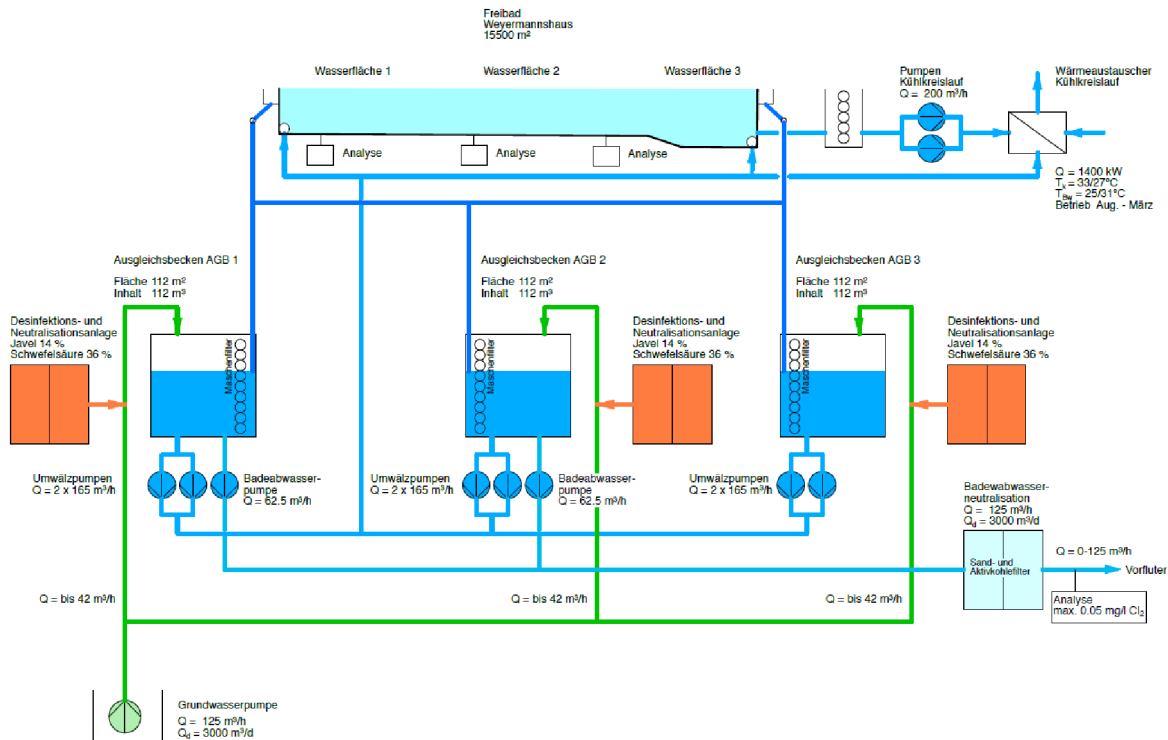 Freibad
Weyermannshaus
15500 m²
Wasserfläche 1
Wasserfläche 2
Wasserfläche 3
Pumpen
Kühlkreislauf
Q = 200 m³/h
Wärmeaustauscher
Kühlkreislauf
Analyse
Analyse
Analyse
Q = 1400 kW
Tₖ = 33/27°C
T_Bw = 25/31°C
Betrieb Aug. - März
Ausgleichsbecken AGB 1
Fläche 112 m²
Inhalt 112 m³
Ausgleichsbecken AGB 2
Fläche 112 m²
Inhalt 112 m³
Ausgleichsbecken AGB 3
Fläche 112 m²
Inhalt 112 m³
Desinfektions- und
Neutralisationsanlage
Javel 14 %
Schwefelsäure 36 %
Desinfektions- und
Neutralisationsanlage
Javel 14 %
Schwefelsäure 36 %
Desinfektions- und
Neutralisationsanlage
Javel 14 %
Schwefelsäure 36 %
Maschenfilter
Maschenfilter
Maschenfilter
Umwälzpumpen
Q = 2 x 165 m³/h
Badeabwasser-
pumpe
Q = 62.5 m³/h
Umwälzpumpen
Q = 2 x 165 m³/h
Badeabwasser-
pumpe
Q = 62.5 m³/h
Umwälzpumpen
Q = 2 x 165 m³/h
Badewabwasser-
neutralisation
Q = 125 m³/h
Q_d = 3000 m³/d
Sand- und
Aktivkohlefilter
Q = 0-125 m³/h
Vorfluter
Analyse
max. 0.05 mg/l Cl₂
Q = bis 42 m³/h
Q = bis 42 m³/h
Q = bis 42 m³/h
Grundwasserpumpe
Q = 125 m³/h
Q_d = 3000 m³/d